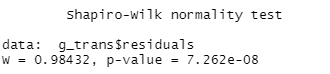 Shapiro-Wilk normality test
data:  g_trans$residuals
W = 0.98432, p-value = 7.262e-08